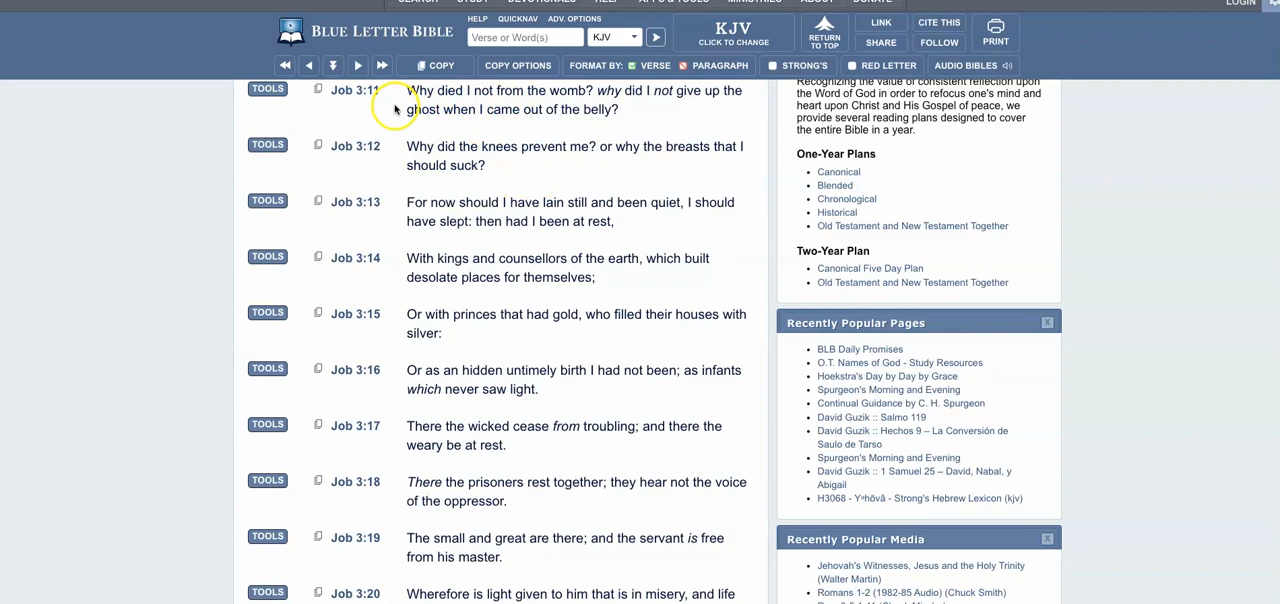 LOGIN
BLUE LETTER BIBLE
HELP QUICKNAV ADV. OPTIONS
Verse or Word(s)
KJV
KJV
CLICK TO CHANGE
RETURN
TO TOP
LINK
CITE THIS
SHARE
FOLLOW
PRINT
COPY
COPY OPTIONS
FORMAT BY: VERSE PARAGRAPH
STRONG'S
RED LETTER
AUDIO BIBLES
TOOLS Job 3:11 Why died I not from the womb? why did I not give up the
ghost when I came out of the belly?
TOOLS Job 3:12 Why did the knees prevent me? or why the breasts that I
should suck?
TOOLS Job 3:13 For now should I have lain still and been quiet, I should
have slept: then had I been at rest,
TOOLS Job 3:14 With kings and counsellors of the earth, which built
desolate places for themselves;
TOOLS Job 3:15 Or with princes that had gold, who filled their houses with
silver:
TOOLS Job 3:16 Or as an hidden untimely birth I had not been; as infants
which never saw light.
TOOLS Job 3:17 There the wicked cease from troubling; and there the
weary be at rest.
TOOLS Job 3:18 There the prisoners rest together; they hear not the voice
of the oppressor.
TOOLS Job 3:19 The small and great are there; and the servant is free
from his master.
TOOLS Job 3:20 Wherefore is light given to him that is in misery, and life
Recognizing the value of consistent reflection upon
the Word of God in order to refocus one's mind and
heart upon Christ and His Gospel of peace, we
provide several reading plans designed to cover
the entire Bible in a year.
One-Year Plans
Canonical
Blended
Chronological
Historical
Old Testament and New Testament Together
Two-Year Plan
Canonical Five Day Plan
Old Testament and New Testament Together
Recently Popular Pages X
BLB Daily Promises
O.T. Names of God - Study Resources
Hoekstra's Day by Day by Grace
Spurgeon's Morning and Evening
Continual Guidance by C. H. Spurgeon
David Guzik :: Salmo 119
David Guzik :: Hechos 9 – La Conversión de
Saulo de Tarso
Spurgeon's Morning and Evening
David Guzik :: 1 Samuel 25 – David, Nabal, y
Abigail
H3068 - Yᵊhōvâ - Strong's Hebrew Lexicon (kjv)
Recently Popular Media X
Jehovah's Witnesses, Jesus and the Holy Trinity
(Walter Martin)
Romans 1-2 (1982-85 Audio) (Chuck Smith)